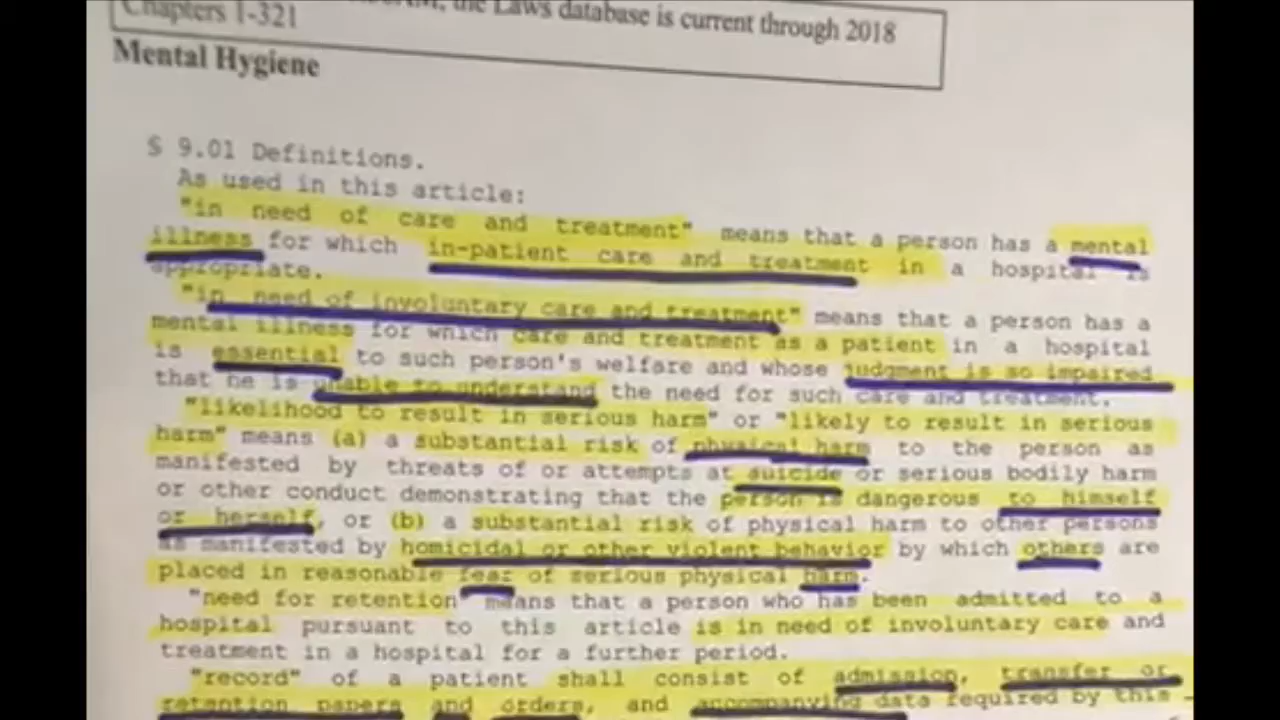 the Laws database is current through 2018
Chapters 1-321
Mental Hygiene
§ 9.01 Definitions.
As used in this article:
"in need of care and treatment" means that a person has a mental
illness for which in-patient care and treatment in a hospital is
appropriate.
"in need of involuntary care and treatment" means that a person has a
mental illness for which care and treatment as a patient in a hospital
is essential to such person's welfare and whose judgment is so impaired
that he is unable to understand the need for such care and treatment.
"likelihood to result in serious harm" or "likely to result in serious
harm" means (a) a substantial risk of physical harm to the person as
manifested by threats of or attempts at suicide or serious bodily harm
or other conduct demonstrating that the person is dangerous to himself
or herself, or (b) a substantial risk of physical harm to other persons
as manifested by homicidal or other violent behavior by which others are
placed in reasonable fear of serious physical harm.
"need for retention" means that a person who has been admitted to a
hospital pursuant to this article is in need of involuntary care and
treatment in a hospital for a further period.
"record" of a patient shall consist of admission, transfer or
retention papers and orders, and accompanying data required by this